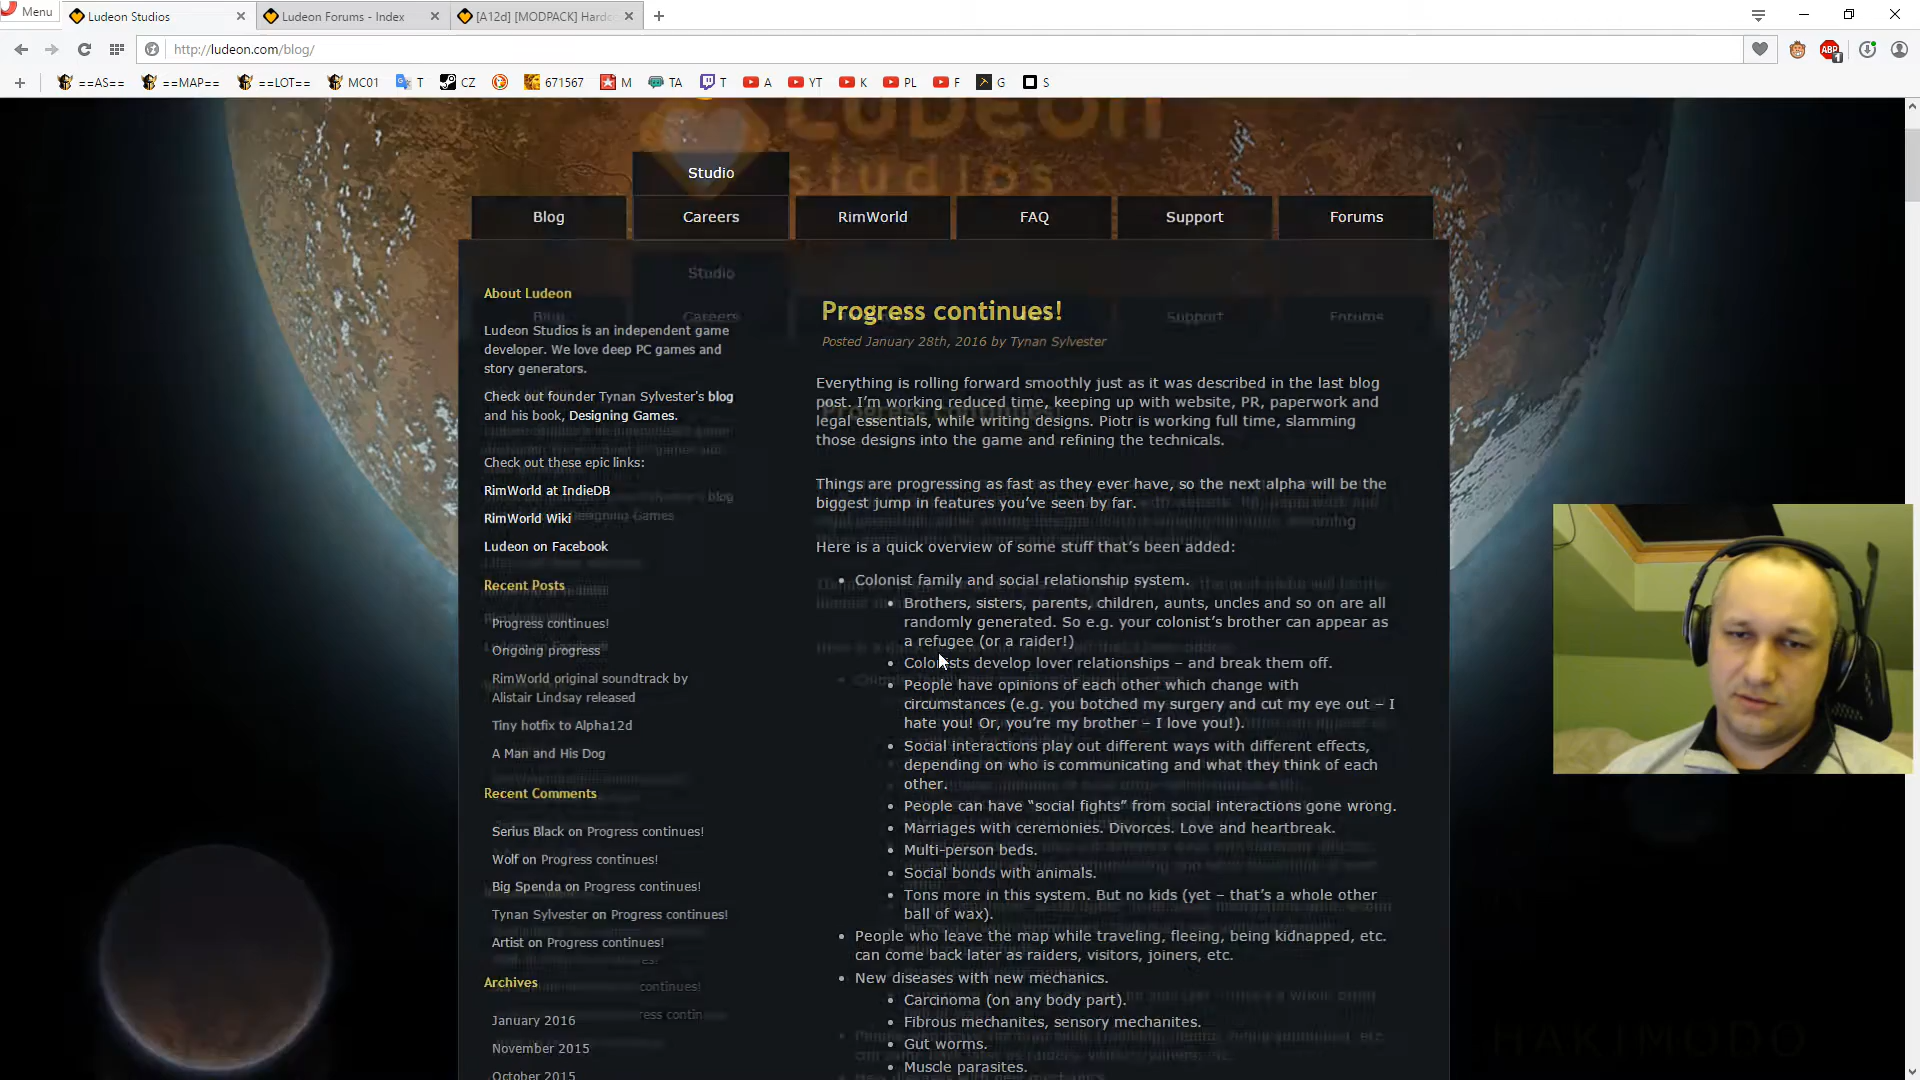 Menu
Ludeon Studios
Ludeon Forums - Index
[A12d] [MODPACK] Hardc
http://ludeon.com/blog/
ABP
1
==AS==
==MAP==
==LOT==
MC01
T
CZ
671567
M
TA
T
A
YT
K
PL
F
G
S
Ludeon
studios
Studio
Blog
Careers
RimWorld
FAQ
Support
Forums
About Ludeon
Ludeon Studios is an independent game
developer. We love deep PC games and
story generators.
Check out founder Tynan Sylvester's blog
and his book, Designing Games.
Check out these epic links:
RimWorld at IndieDB
RimWorld Wiki
Ludeon on Facebook
Recent Posts
Progress continues!
Ongoing progress
RimWorld original soundtrack by
Alistair Lindsay released
Tiny hotfix to Alpha12d
A Man and His Dog
Recent Comments
Serius Black on Progress continues!
Wolf on Progress continues!
Big Spenda on Progress continues!
Tynan Sylvester on Progress continues!
Artist on Progress continues!
Archives
January 2016
November 2015
October 2015
Progress continues!
Posted January 28th, 2016 by Tynan Sylvester
Everything is rolling forward smoothly just as it was described in the last blog
post. I'm working reduced time, keeping up with website, PR, paperwork and
legal essentials, while writing designs. Piotr is working full time, slamming
those designs into the game and refining the technicals.
Things are progressing as fast as they ever have, so the next alpha will be the
biggest jump in features you've seen by far.
Here is a quick overview of some stuff that's been added:
Colonist family and social relationship system.
Brothers, sisters, parents, children, aunts, uncles and so on are all
randomly generated. So e.g. your colonist's brother can appear as
a refugee (or a raider!)
Colonists develop lover relationships – and break them off.
People have opinions of each other which change with
circumstances (e.g. you botched my surgery and cut my eye out – I
hate you! Or, you're my brother – I love you!).
Social interactions play out different ways with different effects,
depending on who is communicating and what they think of each
other.
People can have “social fights” from social interactions gone wrong.
Marriages with ceremonies. Divorces. Love and heartbreak.
Multi-person beds.
Social bonds with animals.
Tons more in this system. But no kids (yet – that's a whole other
ball of wax).
People who leave the map while traveling, fleeing, being kidnapped, etc.
can come back later as raiders, visitors, joiners, etc.
New diseases with new mechanics.
Carcinoma (on any body part).
Fibrous mechanites, sensory mechanites.
Gut worms.
Muscle parasites.
HAKIMODO